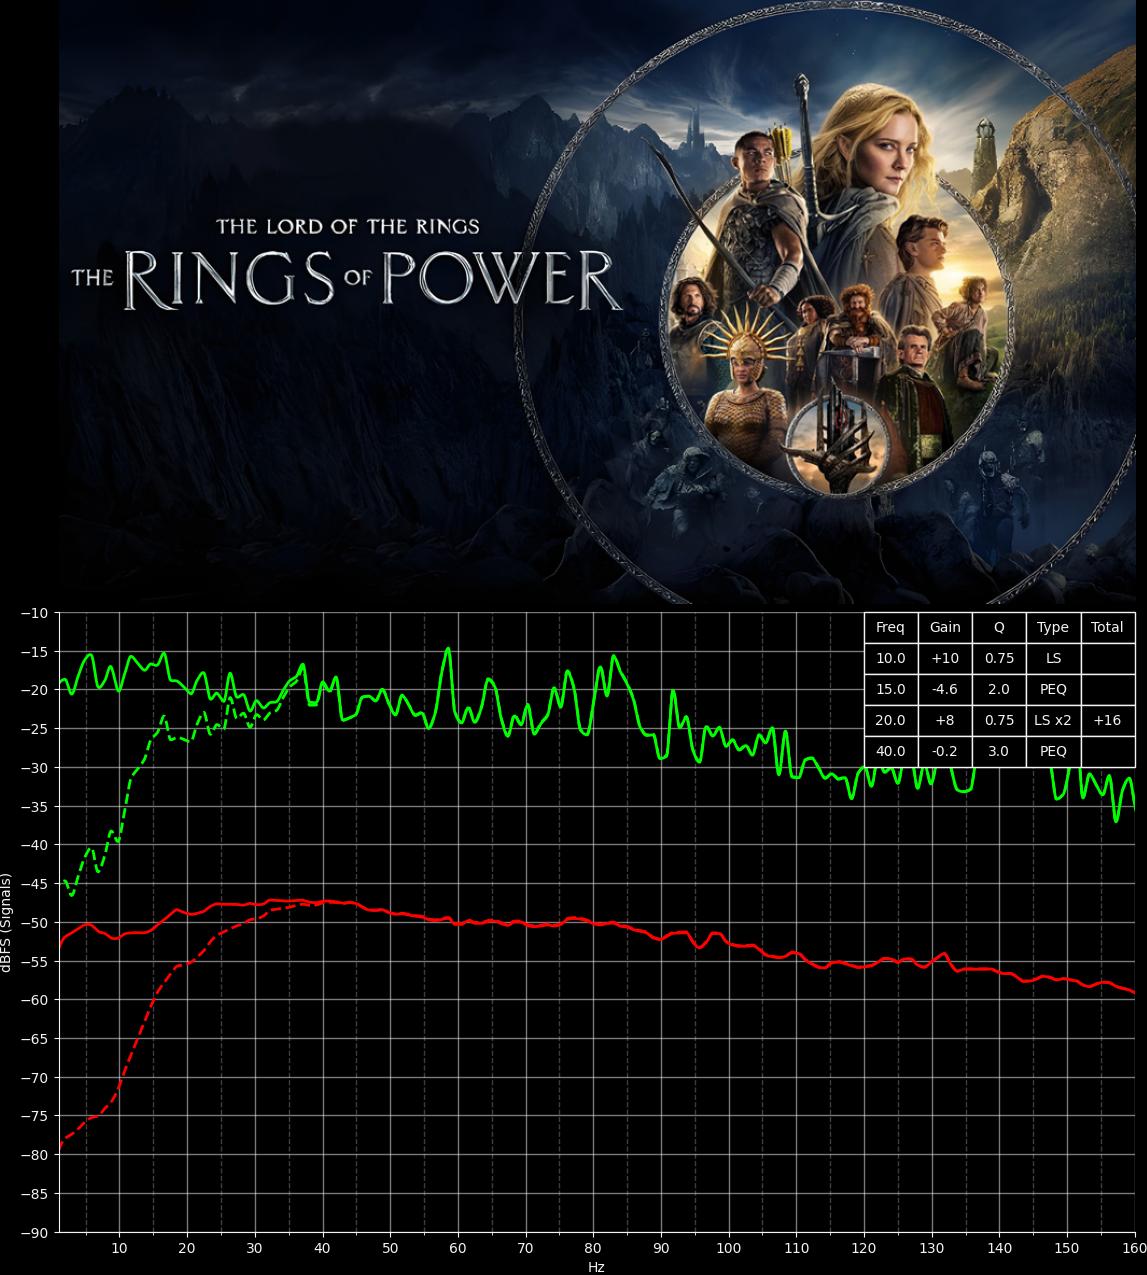 THE LORD OF THE RINGS
THE RINGS OF POWER
Freq Gain Q Type Total
10.0 +10 0.75 LS
15.0 -4.6 2.0 PEQ
20.0 +8 0.75 LS x2 +16
40.0 -0.2 3.0 PEQ
−10
−15
−20
−25
−30
−35
−40
−45
−50
−55
−60
−65
−70
−75
−80
−85
−90
dBFS (Signals)
10 20 30 40 50 60 70 80 90 100 110 120 130 140 150 160
Hz